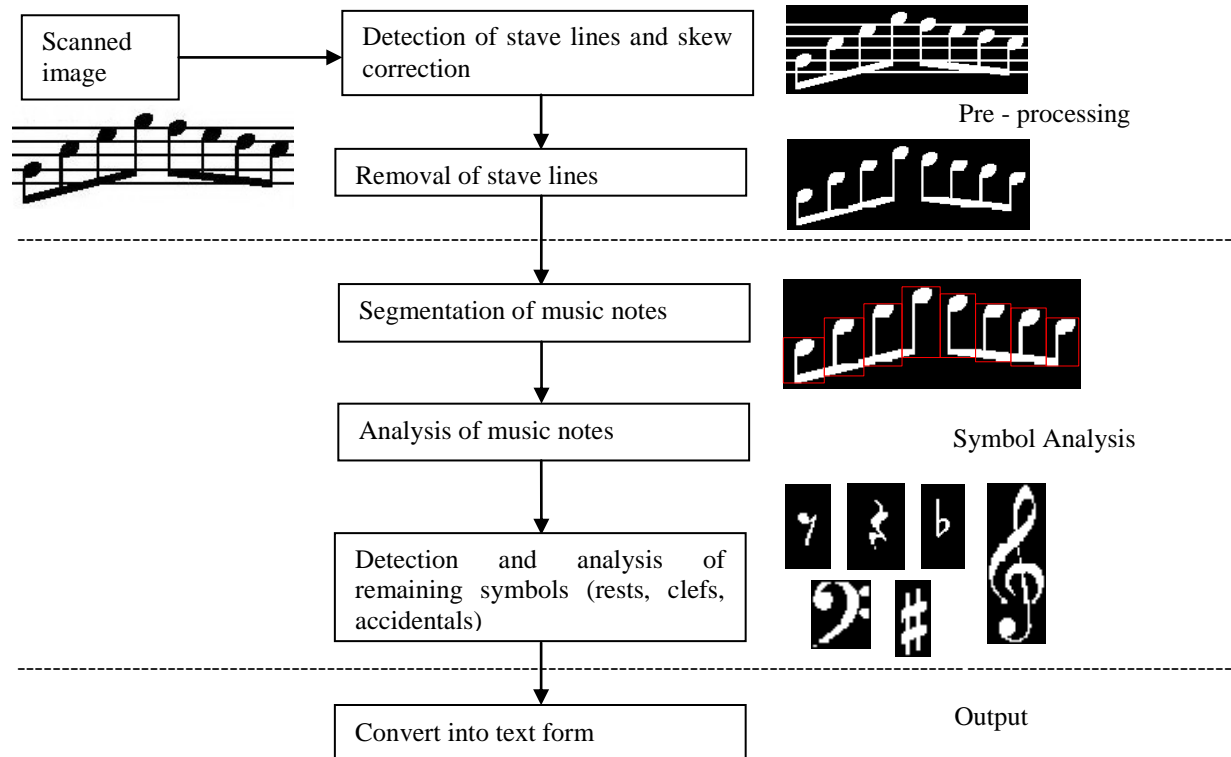 Scanned
image
Detection of stave lines and skew
correction
Pre - processing
Removal of stave lines
Segmentation of music notes
Analysis of music notes
Symbol Analysis
Detection and analysis of
remaining symbols (rests, clefs,
accidentals)
Output
Convert into text form